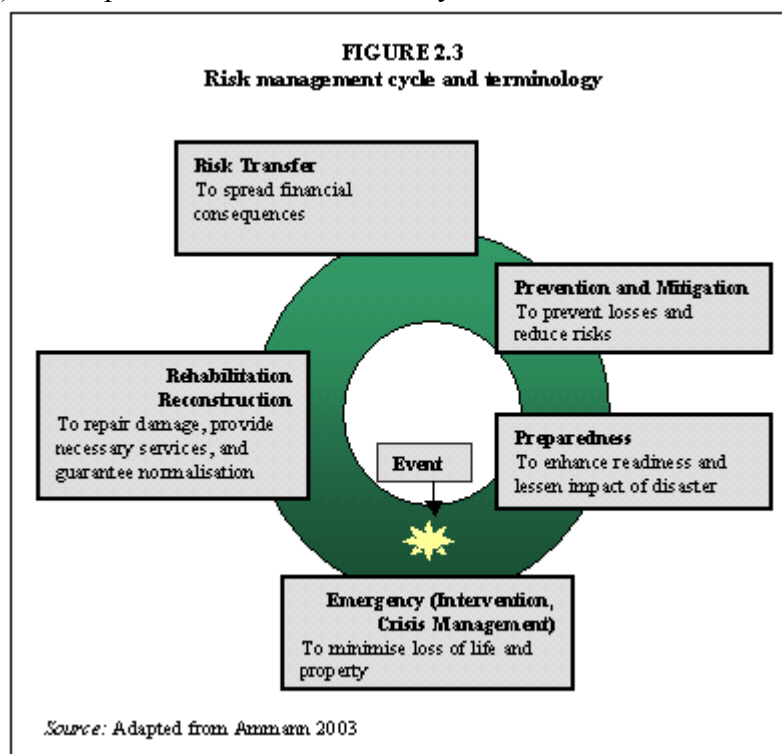 FIGURE 2.3
Risk management cycle and terminology
Risk Transfer
To spread financial
consequences
Prevention and Mitigation
To prevent losses and
reduce risks
Rehabilitation
Reconstruction
To repair damage, provide
necessary services, and
guarantee normalisation
Preparedness
To enhance readiness and
lessen impact of disaster
Event
Emergency (Intervention,
Crisis Management)
To minimise loss of life and
property
Source: Adapted from Ammann 2003